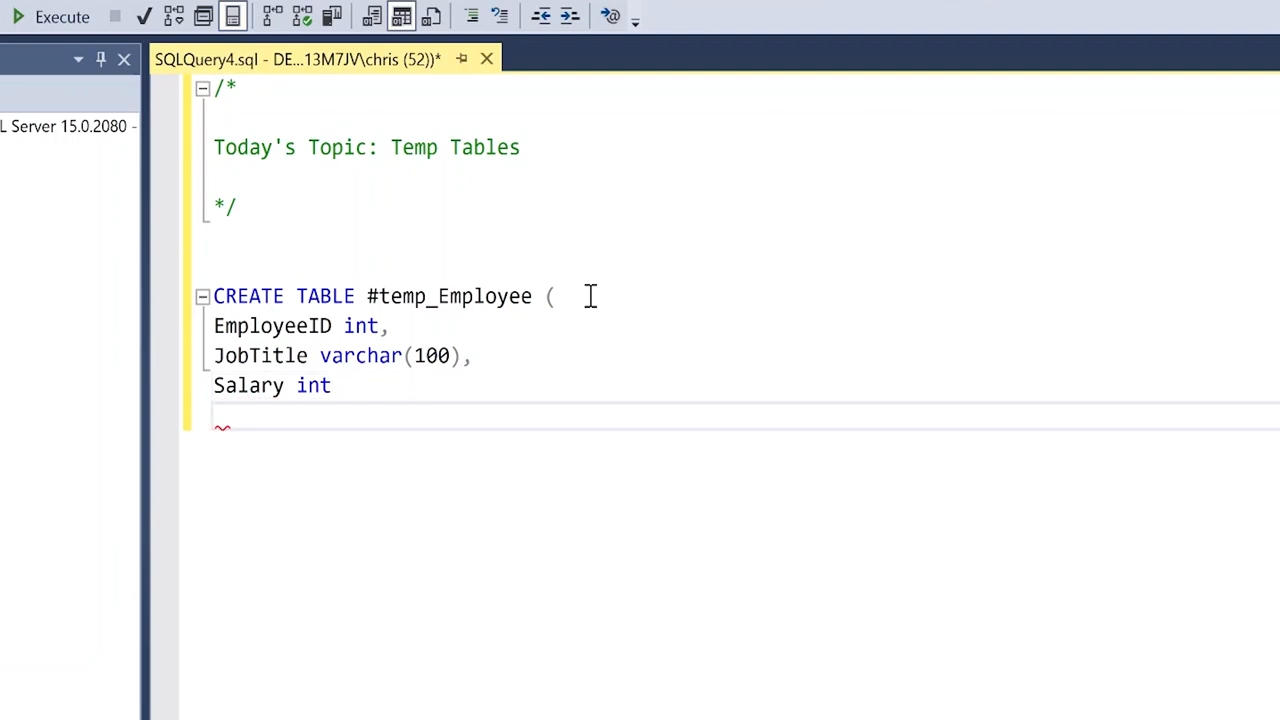 Execute
SQLQuery4.sql - DE...13M7JV\chris (52))*
L Server 15.0.2080 -
/*
Today's Topic: Temp Tables
*/
CREATE TABLE #temp_Employee (
EmployeeID int,
JobTitle varchar(100),
Salary int